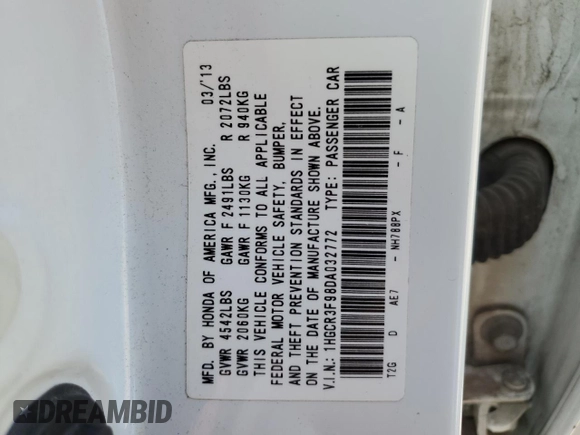 MFD. BY HONDA OF AMERICA MFG., INC. 03/'13
GVWR 4542LBS GAWR F 2491LBS R 2072LBS
GVWR 2060KG GAWR F 1130KG R 940KG
THIS VEHICLE CONFORMS TO ALL APPLICABLE
FEDERAL MOTOR VEHICLE SAFETY, BUMPER,
AND THEFT PREVENTION STANDARDS IN EFFECT
ON THE DATE OF MANUFACTURE SHOWN ABOVE.
V.I.N.: 1HGCR3F98DA032772 TYPE: PASSENGER CAR
T2G D AE7 - NH788PX - F - A
DREAMBID